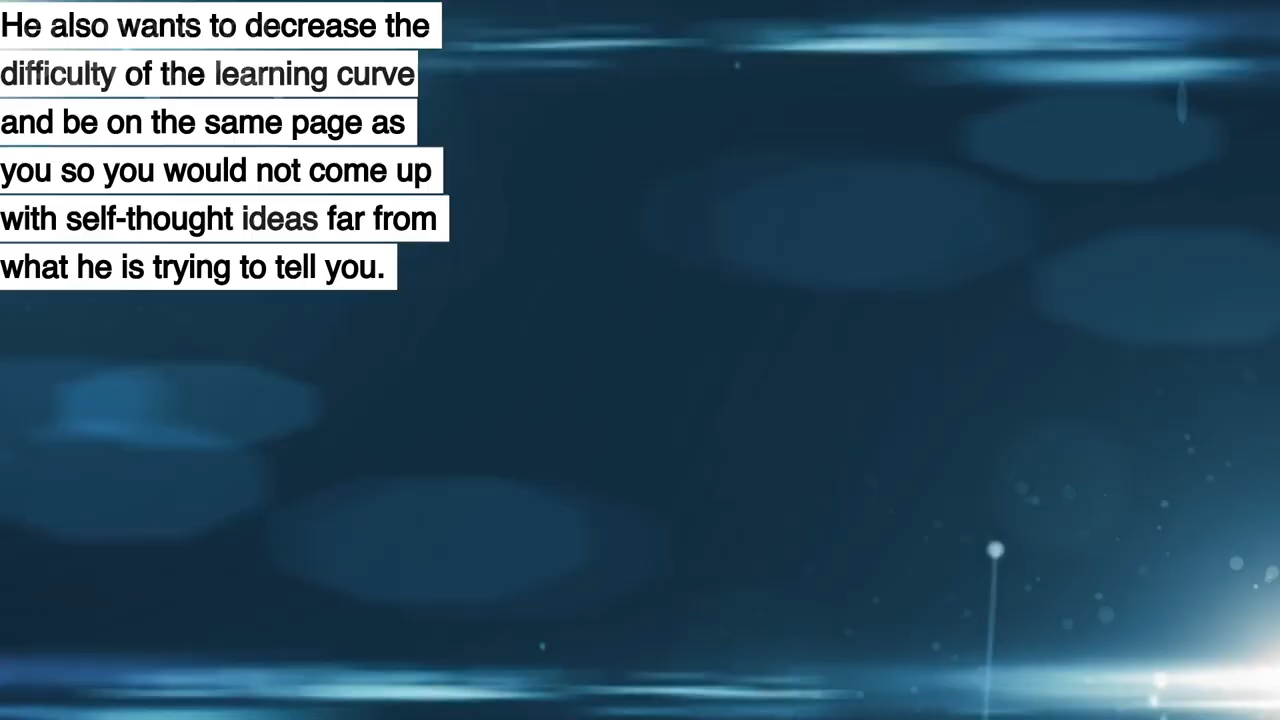 He also wants to decrease the
difficulty of the learning curve
and be on the same page as
you so you would not come up
with self-thought ideas far from
what he is trying to tell you.